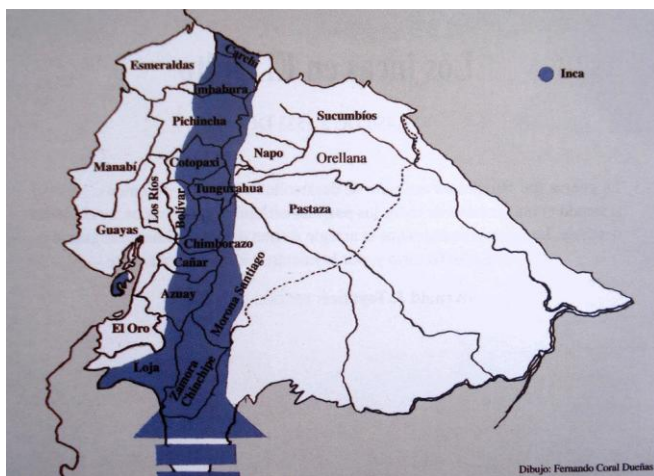 Carchi
Esmeraldas
Inca
Imbabura
Sucumbíos
Pichincha
Napo
Orellana
Cotopaxi
Manabí
Los Ríos
Bolívar
Tungurahua
Pastaza
Guayas
Chimborazo
Cañar
Morona Santiago
Azuay
El Oro
Loja
Zamora
Chinchipe
Dibujo: Fernando Coral Dueñas